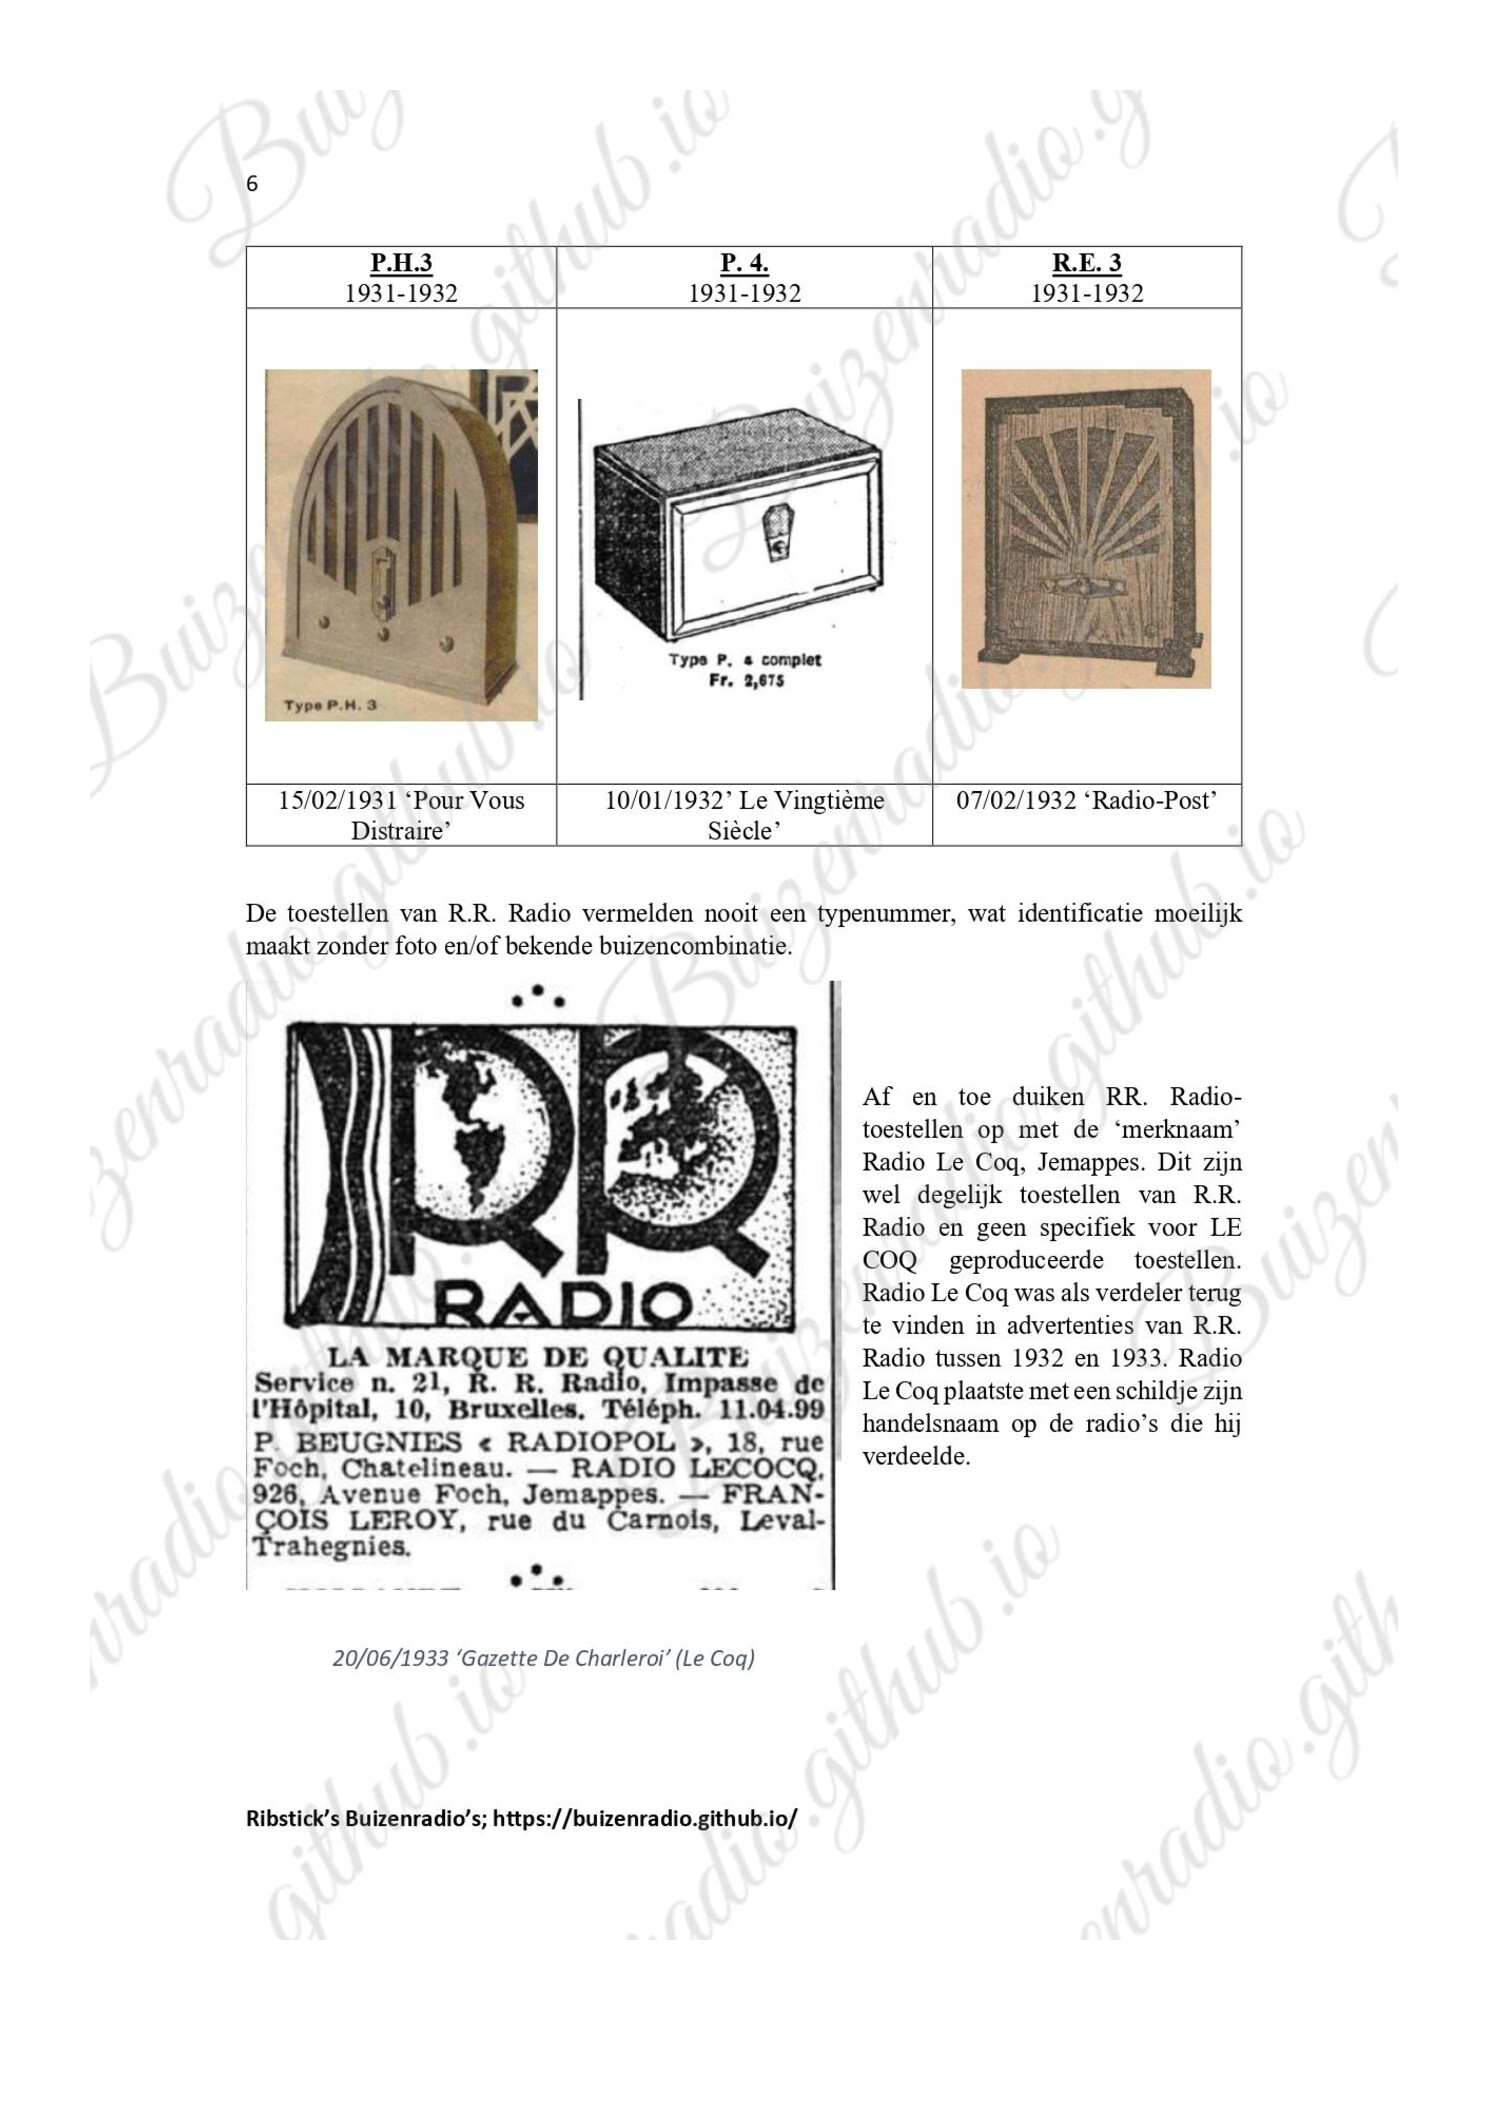 6
P.H.3
1931-1932
P. 4.
1931-1932
R.E. 3
1931-1932
Type P.H. 3
Type P. 4 complet
Fr. 2,675
15/02/1931 ‘Pour Vous
Distraire’
10/01/1932’ Le Vingtième
Siècle’
07/02/1932 ‘Radio-Post’
De toestellen van R.R. Radio vermelden nooit een typenummer, wat identificatie moeilijk
maakt zonder foto en/of bekende buizencombinatie.
RR
RADIO
LA MARQUE DE QUALITE
Service n. 21, R. R. Radio, Impasse de
l'Hôpital, 10, Bruxelles. Téléph. 11.04.99
P. BEUGNIES « RADIOPOL », 18, rue
Foch, Chatelineau. — RADIO LECOCQ,
926, Avenue Foch, Jemappes. — FRAN-
ÇOIS LEROY, rue du Carnois, Leval-
Trahegnies.
Af en toe duiken RR. Radio-
toestellen op met de ‘merknaam’
Radio Le Coq, Jemappes. Dit zijn
wel degelijk toestellen van R.R.
Radio en geen specifiek voor LE
COQ geproduceerde toestellen.
Radio Le Coq was als verdeler terug
te vinden in advertenties van R.R.
Radio tussen 1932 en 1933. Radio
Le Coq plaatste met een schildje zijn
handelsnaam op de radio’s die hij
verdeelde.
20/06/1933 ‘Gazette De Charleroi’ (Le Coq)
Ribstick’s Buizenradio’s; https://buizenradio.github.io/
Buizenradio.github.io